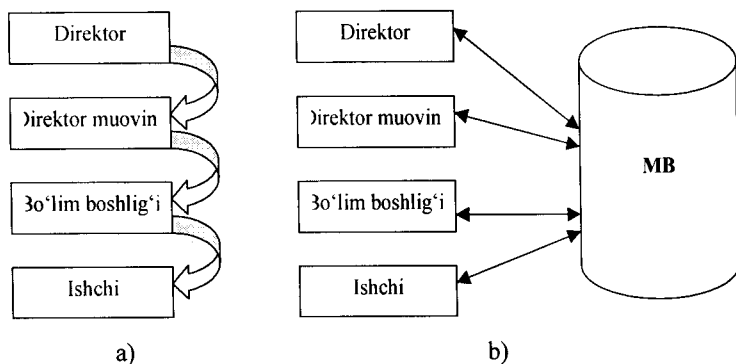 Direktor
Direktor muovin
Bo‘lim boshlig‘i
Ishchi
a)
Direktor
Direktor muovin
Bo‘lim boshlig‘i
Ishchi
MB
b)